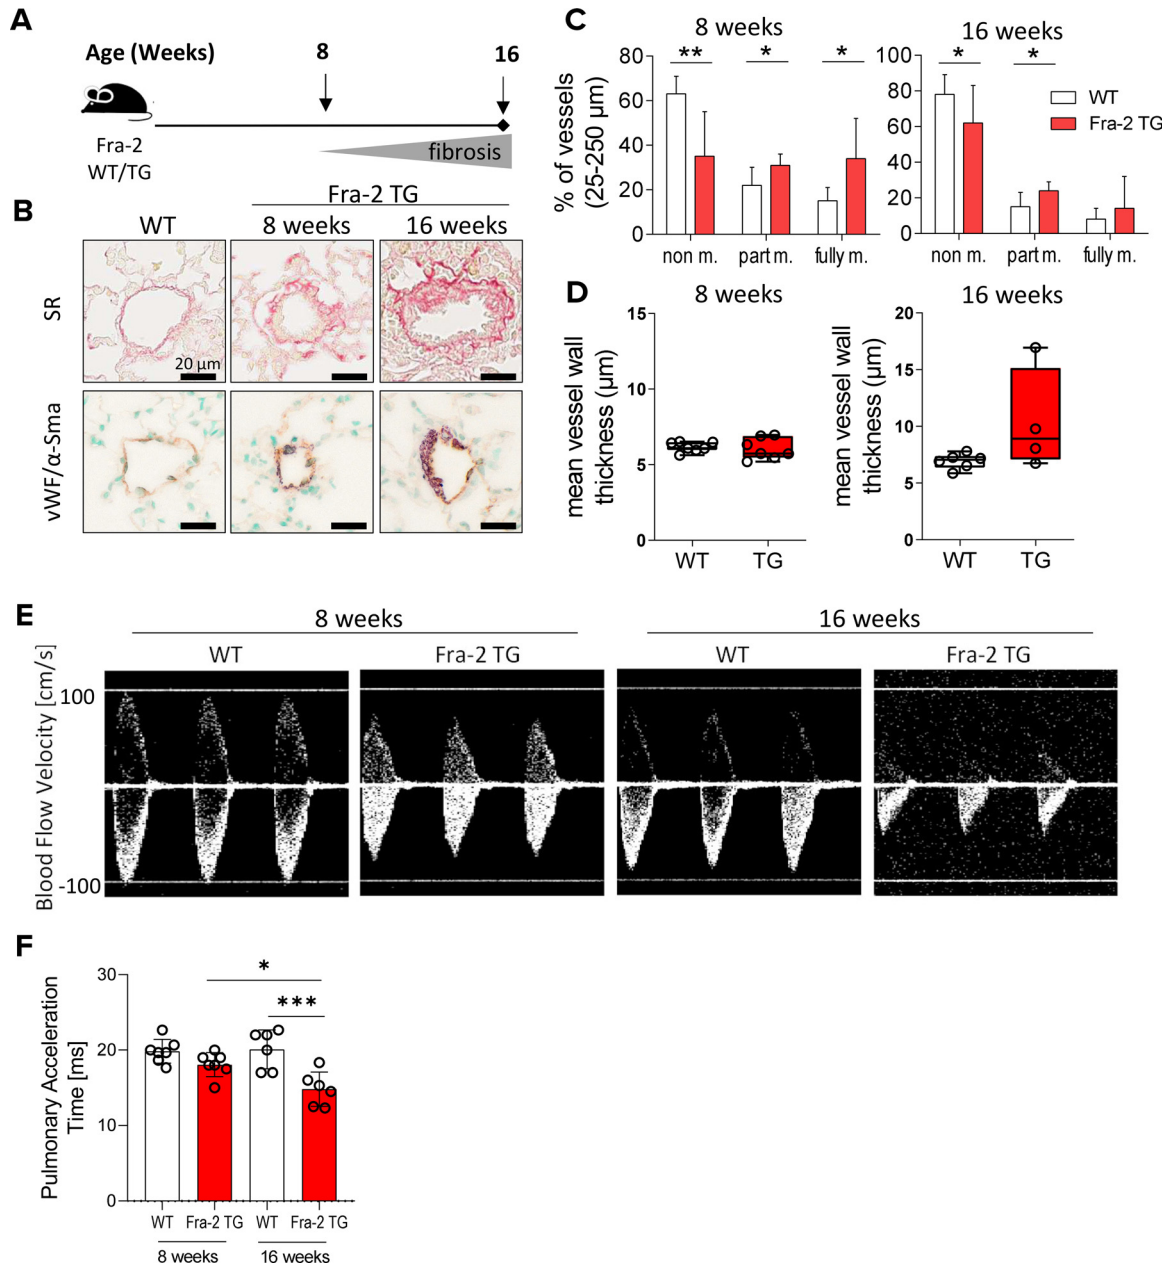 A
Age (Weeks)
8
16
Fra-2
WT/TG
fibrosis
B
Fra-2 TG
WT
8 weeks
16 weeks
SR
20 µm
vWF/α-Sma
C
8 weeks
16 weeks
% of vessels
(25-250 µm)
80
60
40
20
0
**
*
*
non m.
part m.
fully m.
100
80
60
40
20
0
*
*
non m.
part m.
fully m.
WT
Fra-2 TG
D
8 weeks
16 weeks
mean vessel wall
thickness (µm)
15
10
5
0
WT
TG
mean vessel wall
thickness (µm)
20
15
10
5
0
WT
TG
E
8 weeks
16 weeks
WT
Fra-2 TG
WT
Fra-2 TG
Blood Flow Velocity [cm/s]
100
-100
F
Pulmonary Acceleration
Time [ms]
30
20
10
0
*
***
WT
Fra-2 TG
WT
Fra-2 TG
8 weeks
16 weeks